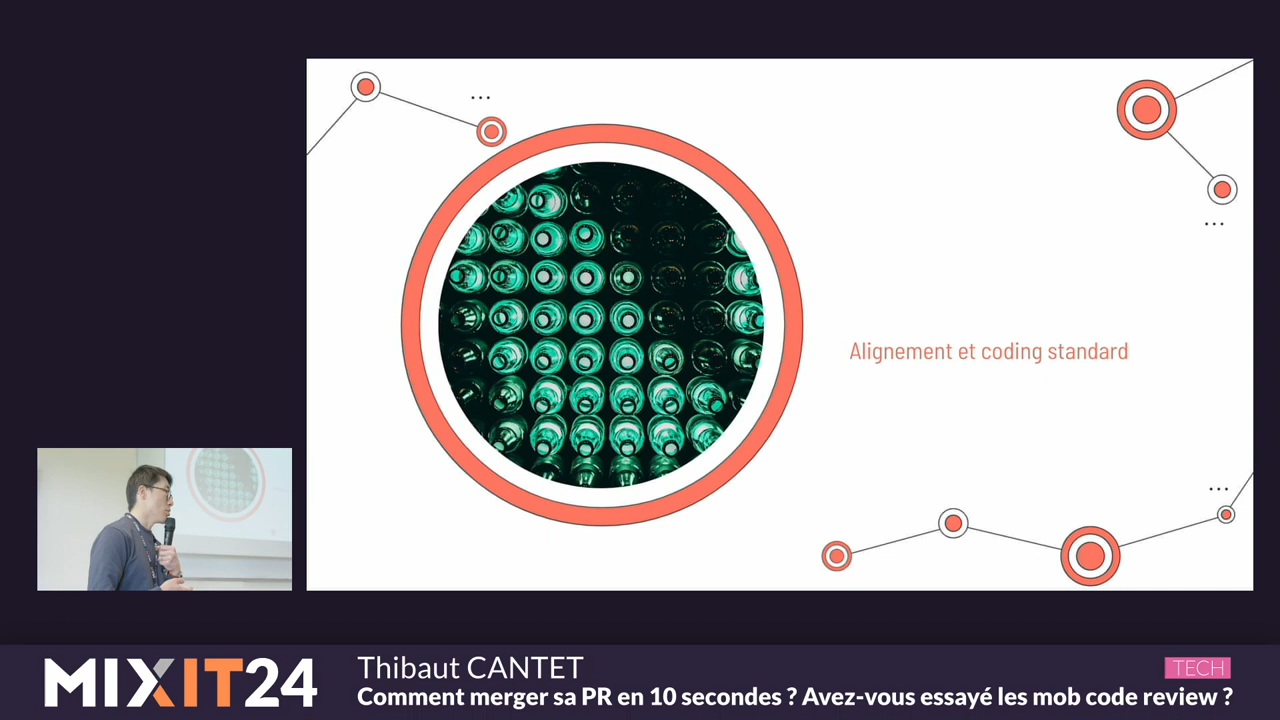 Alignement et coding standard
MIXIT24
Thibaut CANTET
TECH
Comment merger sa PR en 10 secondes ? Avez-vous essayé les mob code review ?